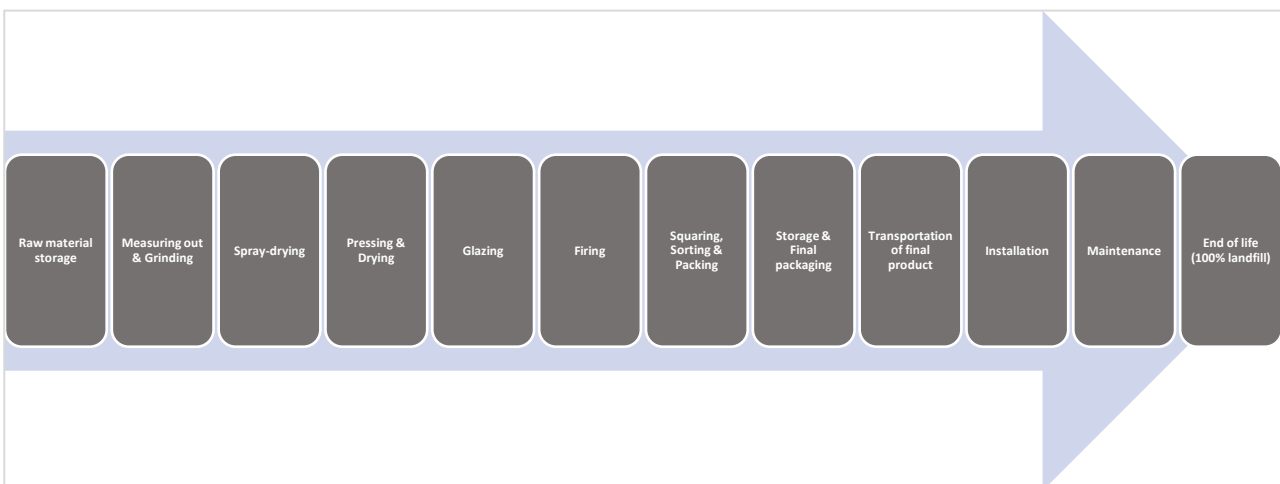 Raw material
storage
Measuring out
& Grinding
Spray-drying
Pressing &
Drying
Glazing
Firing
Squaring,
Sorting &
Packing
Storage &
Final
packaging
Transportation
of final
product
Installation
Maintenance
End of life
(100% landfill)